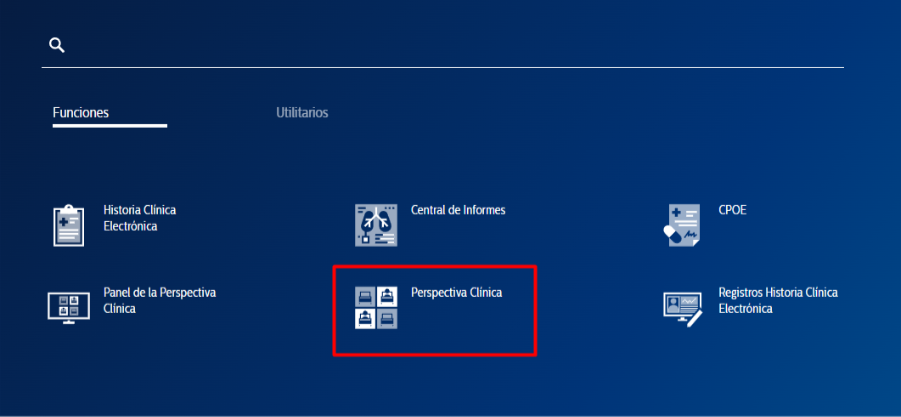 Funciones
Utilitarios
Historia Clínica
Electrónica
Central de Informes
CPOE
Panel de la Perspectiva
Clínica
Perspectiva Clínica
Registros Historia Clínica
Electrónica